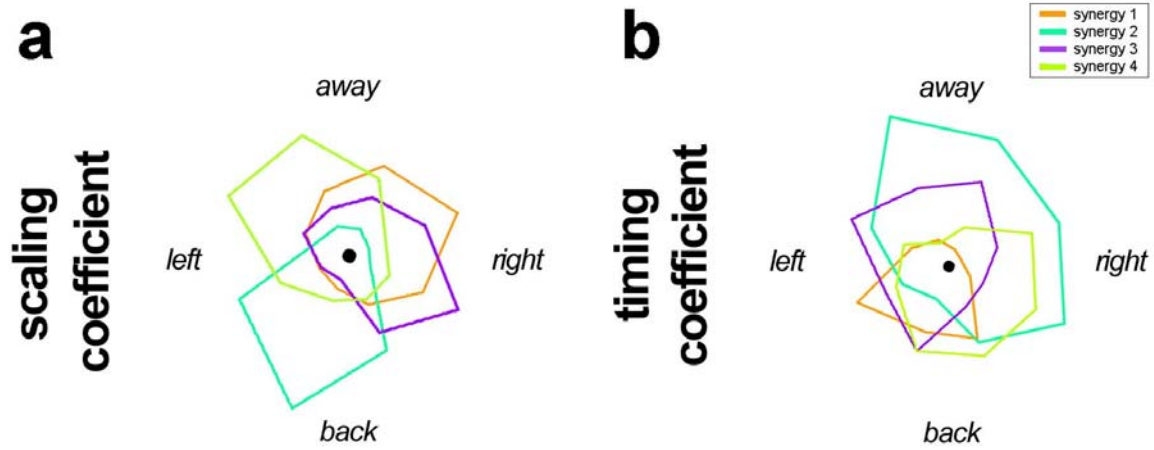 a
away
scaling
coefficient
left
right
back
b
synergy 1
synergy 2
synergy 3
synergy 4
away
timing
coefficient
left
right
back